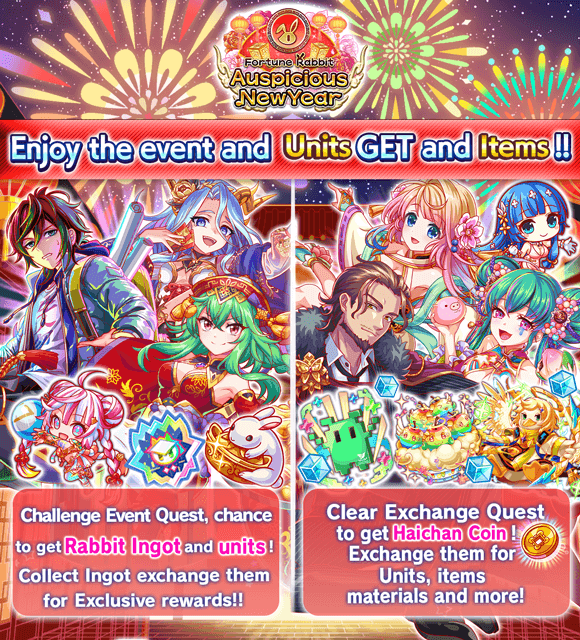 Fortune Rabbit
Auspicious
NewYear
Enjoy the event and Units GET and Items!!
Challenge Event Quest, chance
to get Rabbit Ingot and units!
Collect Ingot exchange them
for Exclusive rewards!!
Clear Exchange Quest
to get Haichan Coin!
Exchange them for
Units, items
materials and more!